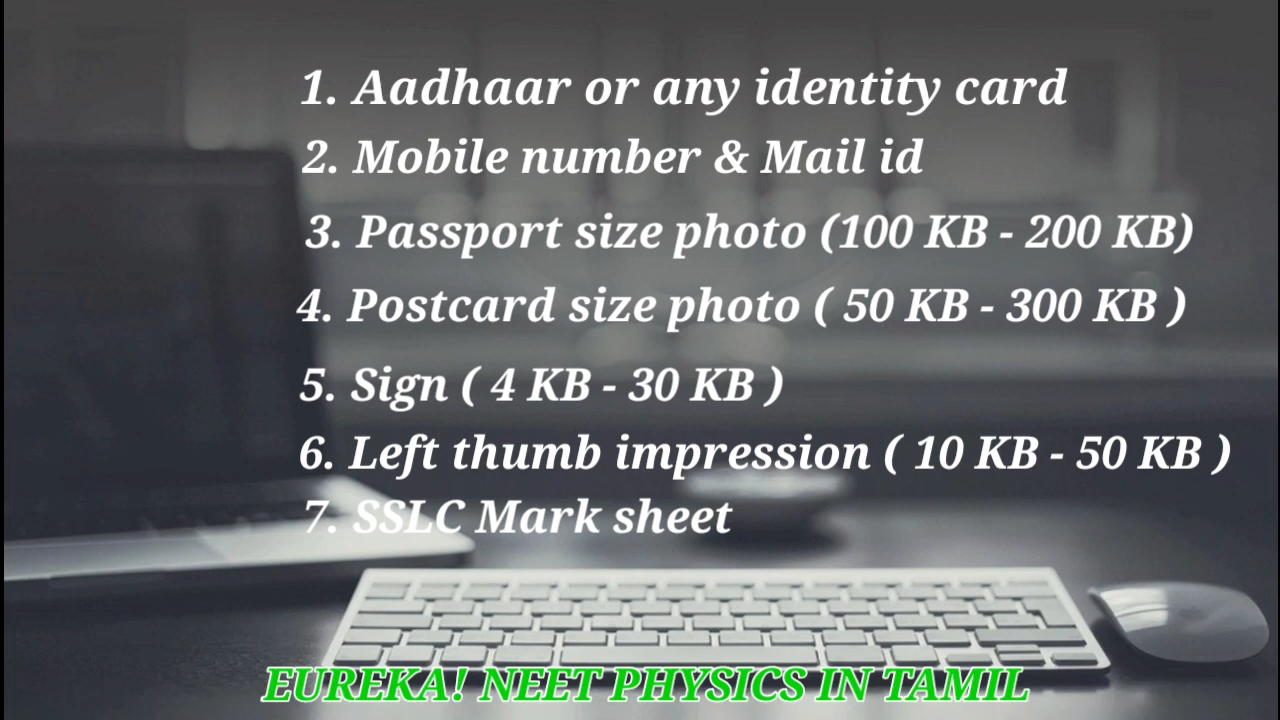 1. Aadhaar or any identity card
2. Mobile number & Mail id
3. Passport size photo (100 KB - 200 KB)
4. Postcard size photo ( 50 KB - 300 KB )
5. Sign ( 4 KB - 30 KB )
6. Left thumb impression ( 10 KB - 50 KB )
7. SSLC Mark sheet
EUREKA! NEET PHYSICS IN TAMIL